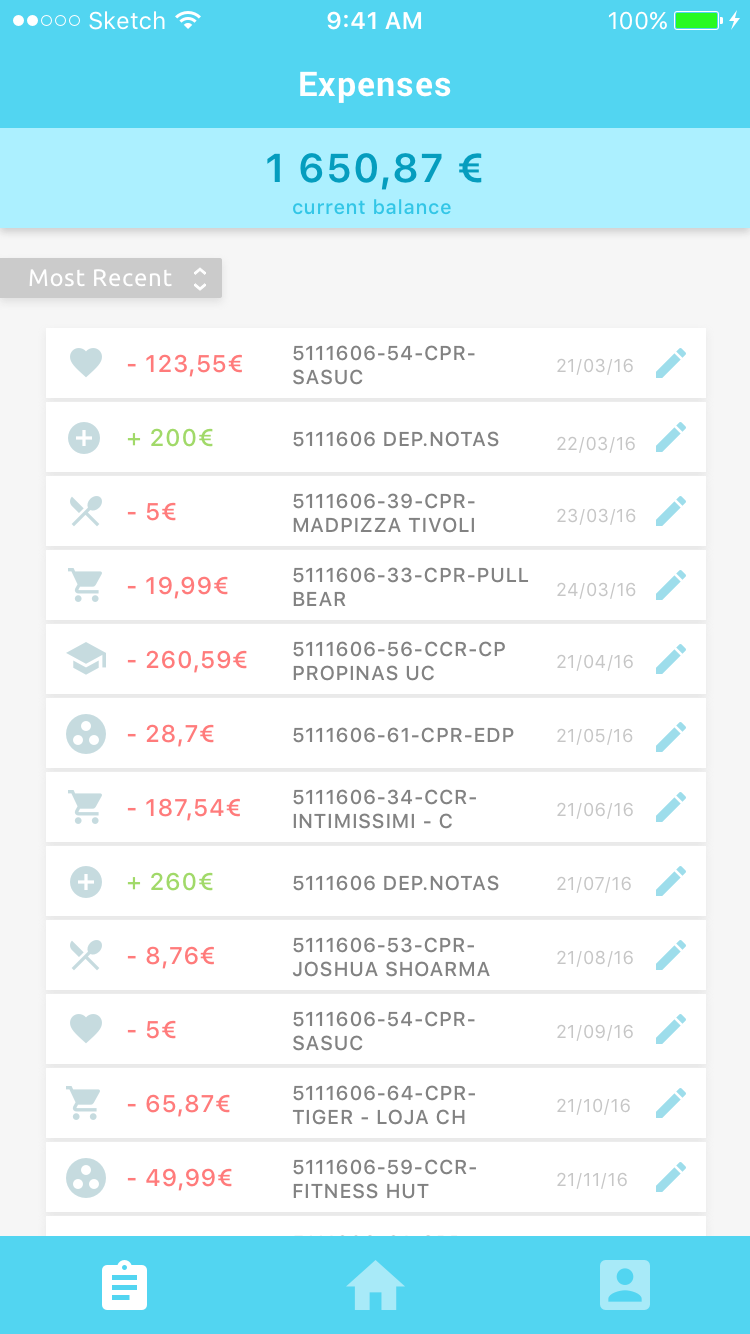 Sketch 9:41 AM 100%
Expenses
1 650,87 €
current balance
Most Recent
- 123,55€ 5111606-54-CPR- 21/03/16
SASUC
+ 200€ 5111606 DEP.NOTAS 22/03/16
- 5€ 5111606-39-CPR- 23/03/16
MADPIZZA TIVOLI
- 19,99€ 5111606-33-CPR-PULL 24/03/16
BEAR
- 260,59€ 5111606-56-CCR-CP 21/04/16
PROPINAS UC
- 28,7€ 5111606-61-CPR-EDP 21/05/16
- 187,54€ 5111606-34-CCR- 21/06/16
INTIMISSIMI - C
+ 260€ 5111606 DEP.NOTAS 21/07/16
- 8,76€ 5111606-53-CPR- 21/08/16
JOSHUA SHOARMA
- 5€ 5111606-54-CPR- 21/09/16
SASUC
- 65,87€ 5111606-64-CPR- 21/10/16
TIGER - LOJA CH
- 49,99€ 5111606-59-CCR- 21/11/16
FITNESS HUT